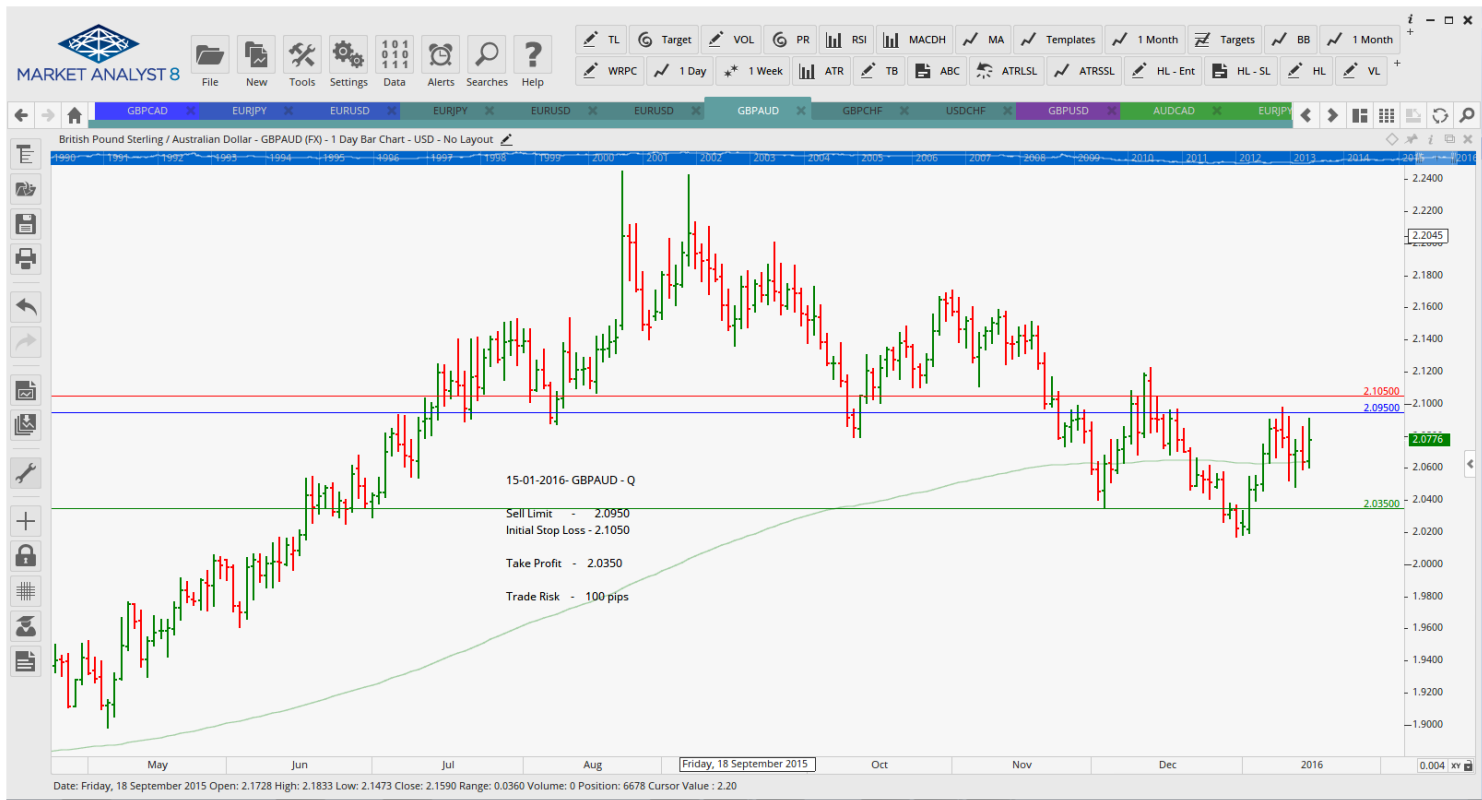 MARKET ANALYST 8
File New Tools Settings Data Alerts Searches Help
101
010
111
TL Target VOL PR RSI MACDH MA Templates 1 Month Targets BB 1 Month
WRPC 1 Day 1 Week ATR TB ABC ATRLSL ATRSSL HL - Ent HL - SL HL VL
GBPCAD EURJPY EURUSD EURJPY EURUSD EURUSD GBPAUD GBPCHF USDCHF GBPUSD AUDCAD EURJPY
British Pound Sterling / Australian Dollar - GBPAUD (FX) - 1 Day Bar Chart - USD - No Layout
1990 1991 1992 1993 1994 1995 1996 1997 1998 1999 2000 2001 2002 2003 2004 2005 2006 2007 2008 2009 2010 2011 2012 2013 2014 2015 2016
2.2400
2.2200
2.2045
2.1800
2.1600
2.1400
2.1200
2.10500
2.1000
2.09500
2.0776
2.0600
2.0400
2.03500
2.0200
2.0000
1.9800
1.9600
1.9400
1.9200
1.9000
15-01-2016- GBPAUD - Q
Sell Limit - 2.0950
Initial Stop Loss - 2.1050
Take Profit - 2.0350
Trade Risk - 100 pips
May Jun Jul Aug Friday, 18 September 2015 Oct Nov Dec 2016
0.004 XY
Date: Friday, 18 September 2015 Open: 2.1728 High: 2.1833 Low: 2.1473 Close: 2.1590 Range: 0.0360 Volume: 0 Position: 6678 Cursor Value : 2.20